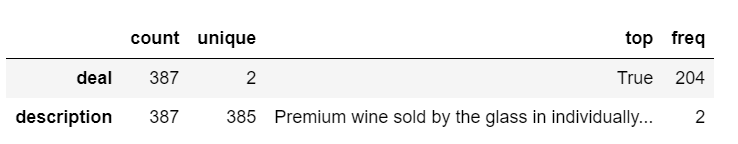 count unique top freq
deal 387 2 True 204
description 387 385 Premium wine sold by the glass in individually... 2